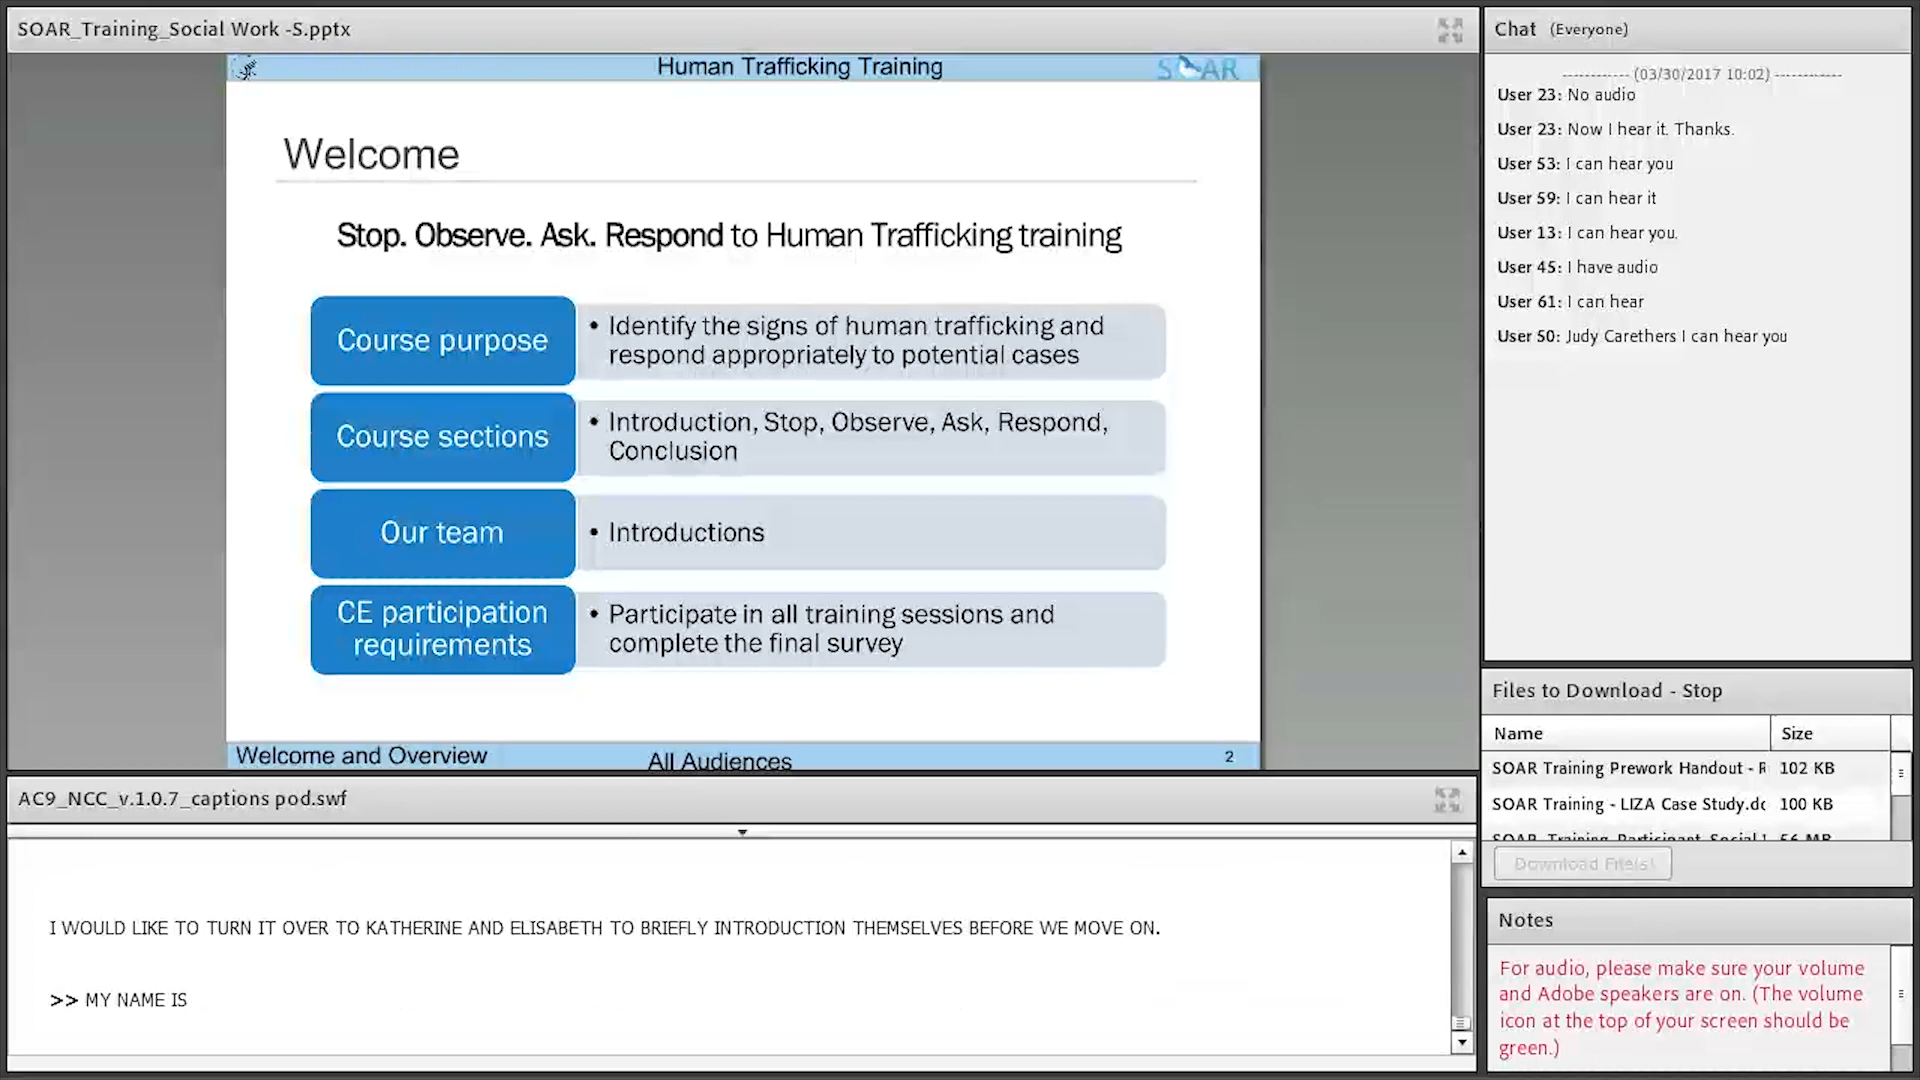 SOAR_Training_Social Work -S.pptx
Human Trafficking Training
SOAR
Welcome
Stop. Observe. Ask. Respond to Human Trafficking training
Course purpose
• Identify the signs of human trafficking and
respond appropriately to potential cases
Course sections
• Introduction, Stop, Observe, Ask, Respond,
Conclusion
Our team
• Introductions
CE participation
requirements
• Participate in all training sessions and
complete the final survey
Welcome and Overview
All Audiences
2
AC9_NCC_v.1.0.7_captions pod.swf
I WOULD LIKE TO TURN IT OVER TO KATHERINE AND ELISABETH TO BRIEFLY INTRODUCTION THEMSELVES BEFORE WE MOVE ON.
>> MY NAME IS
Chat (Everyone)
------------ (03/30/2017 10:02) ------------
User 23: No audio
User 23: Now I hear it. Thanks.
User 53: I can hear you
User 59: I can hear it
User 13: I can hear you.
User 45: I have audio
User 61: I can hear
User 50: Judy Carethers I can hear you
Files to Download - Stop
Name Size
SOAR Training Prework Handout - 102 KB
SOAR Training - LIZA Case Study.dc 100 KB
SOAR_Training_Participant_Social 56 MB
Download File(s)
Notes
For audio, please make sure your volume
and Adobe speakers are on. (The volume
icon at the top of your screen should be
green.)